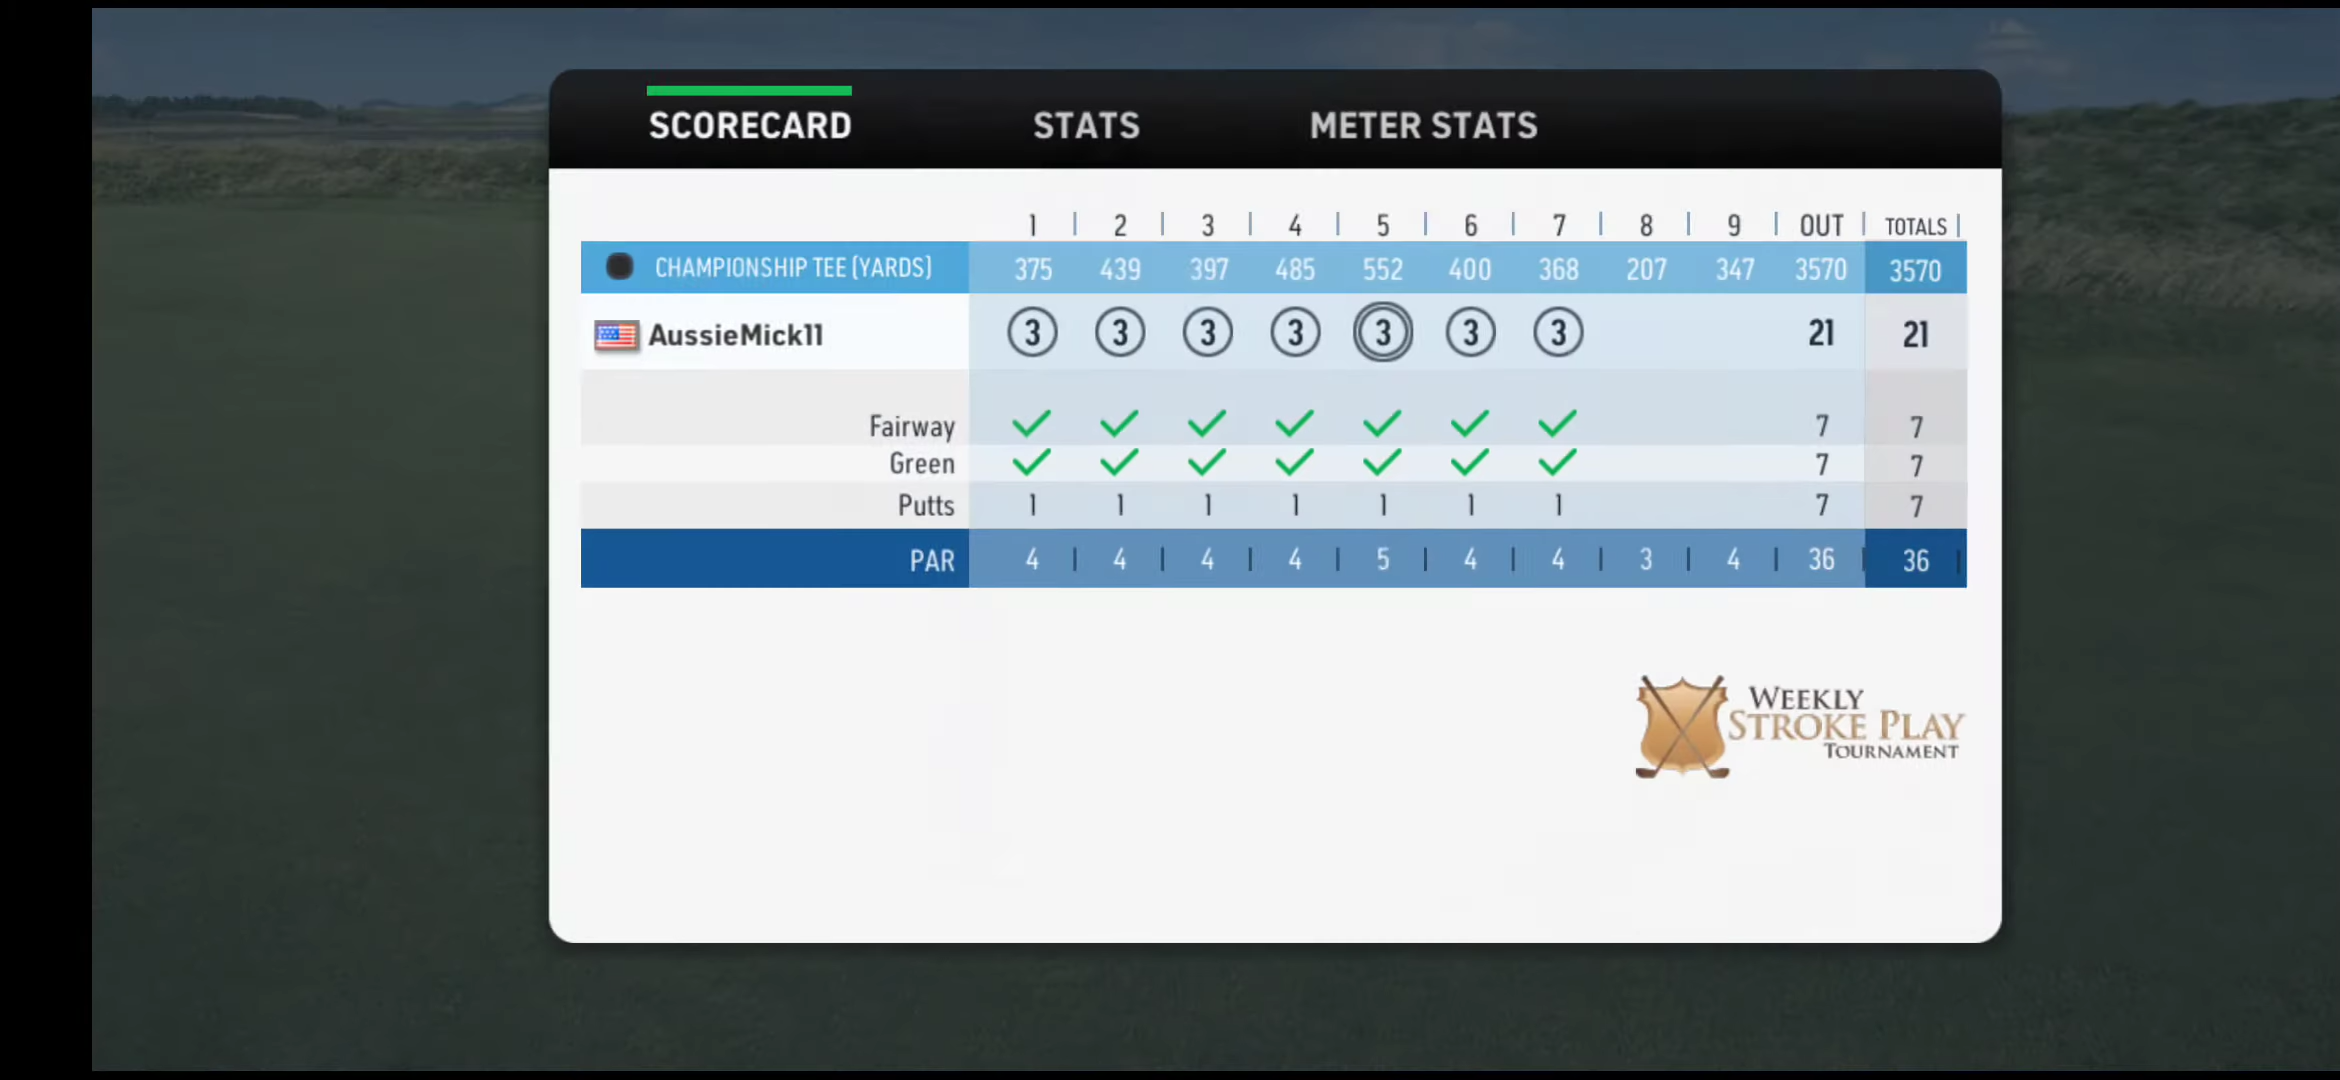 SCORECARD STATS METER STATS
1 2 3 4 5 6 7 8 9 OUT TOTALS
CHAMPIONSHIP TEE (YARDS) 375 439 397 485 552 400 368 207 347 3570 3570
AussieMick11 3 3 3 3 3 3 3 21 21
Fairway 7 7
Green 7 7
Putts 1 1 1 1 1 1 1 7 7
PAR 4 4 4 4 5 4 4 3 4 36 36
WEEKLY
STROKE PLAY
TOURNAMENT